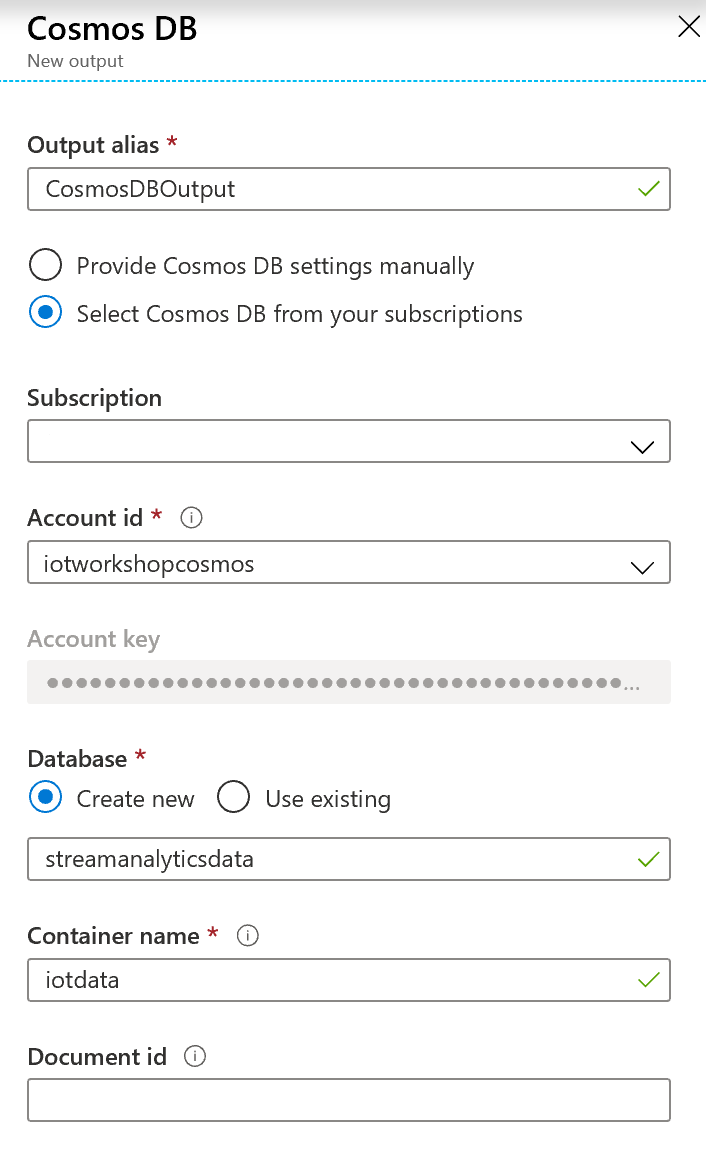 Cosmos DB
New output
Output alias *
CosmosDBOutput
Provide Cosmos DB settings manually
Select Cosmos DB from your subscriptions
Subscription
Account id *
iotworkshopcosmos
Account key
●●●●●●●●●●●●●●●●●●●●●●●●●●●●●●●●●●●●●●●●...
Database *
Create new Use existing
streamanalyticsdata
Container name *
iotdata
Document id